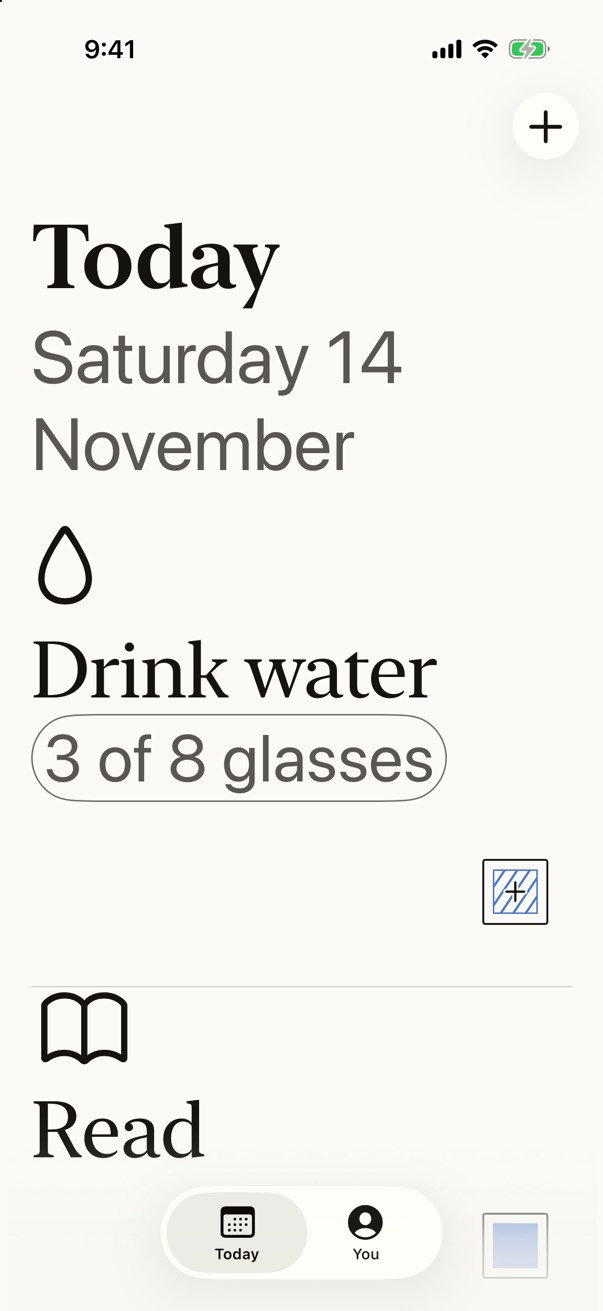 9:41
Today
Saturday 14
November
Drink water
3 of 8 glasses
Read
Today
You